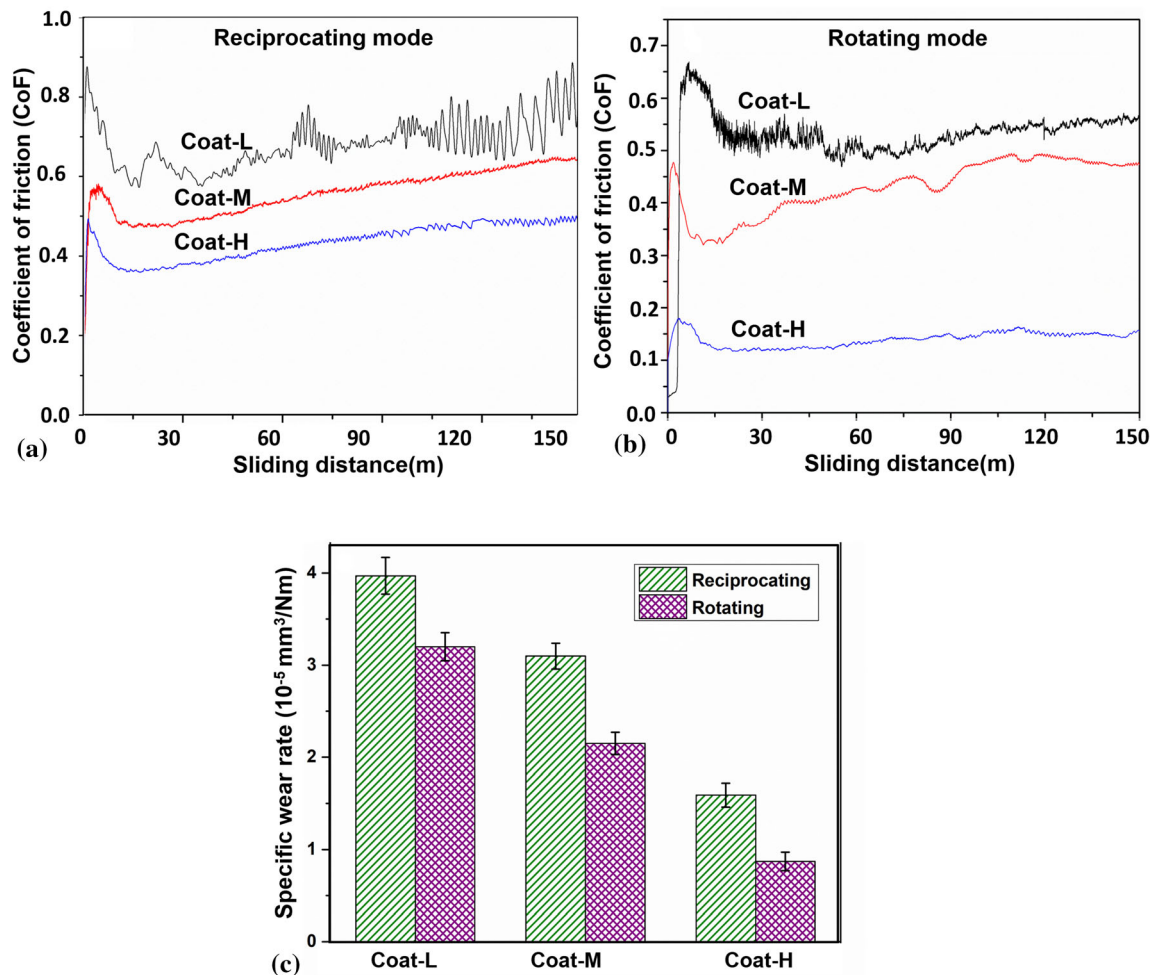 Reciprocating mode
Coefficient of friction (CoF)
1.0
0.8
0.6
0.4
0.2
0.0
Coat-L
Coat-M
Coat-H
0 30 60 90 120 150
Sliding distance(m)
(a)
Rotating mode
Coefficient of friction (CoF)
0.7
0.6
0.5
0.4
0.3
0.2
0.1
0.0
Coat-L
Coat-M
Coat-H
0 30 60 90 120 150
Sliding distance(m)
(b)
Specific wear rate (10⁻⁵ mm³/Nm)
4
3
2
1
0
Reciprocating
Rotating
Coat-L Coat-M Coat-H
(c)